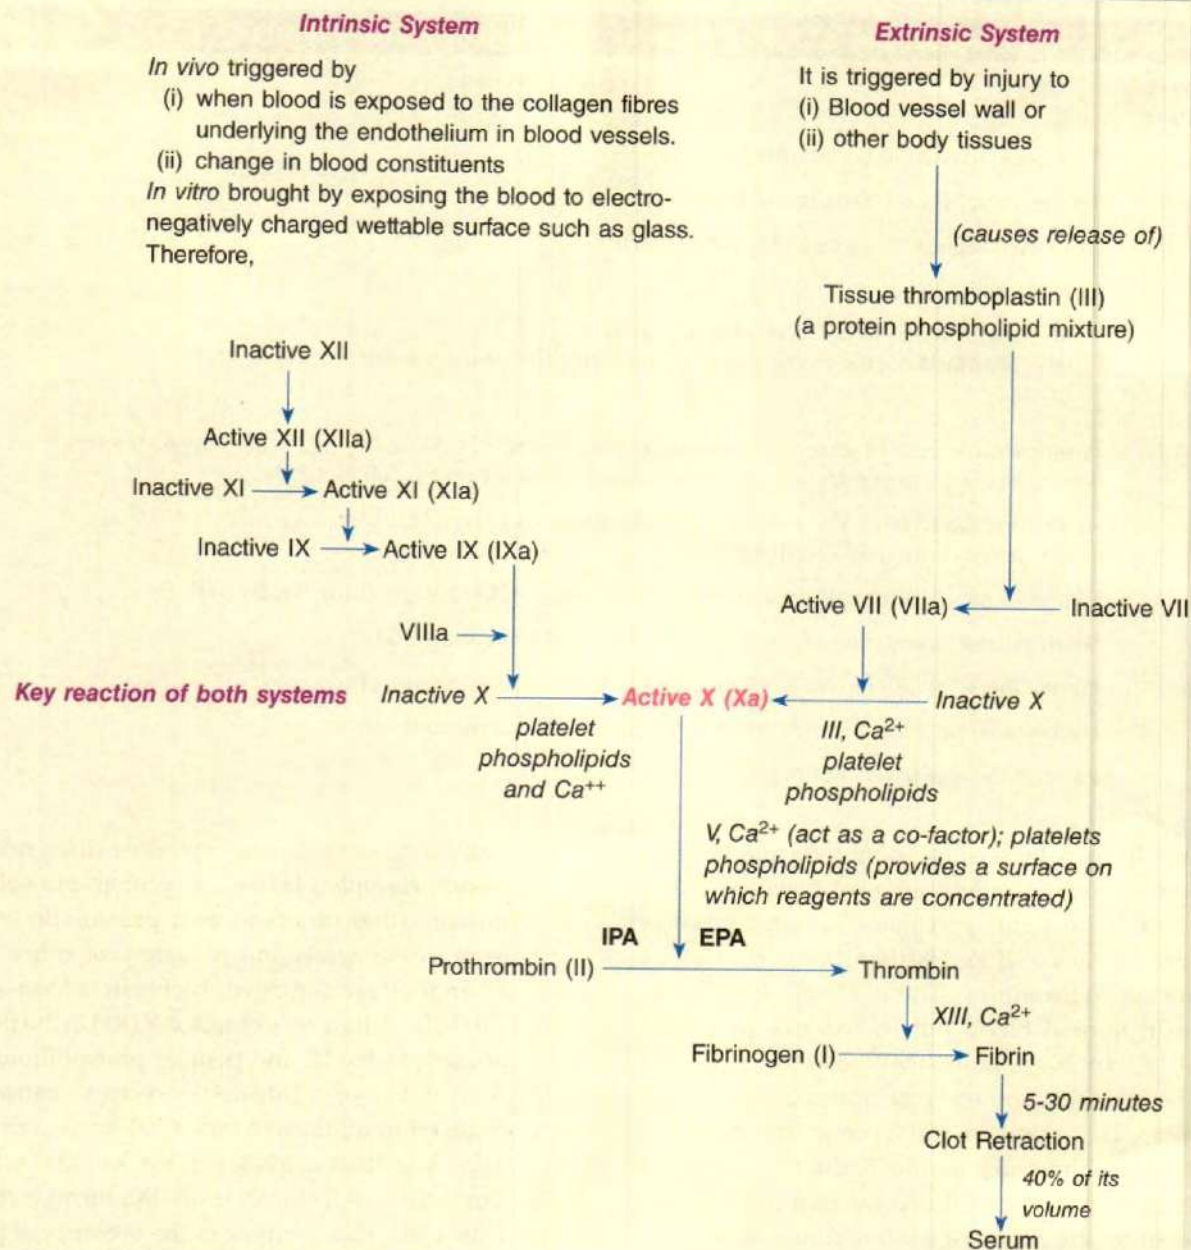 Intrinsic System
In vivo triggered by
(i) when blood is exposed to the collagen fibres
underlying the endothelium in blood vessels.
(ii) change in blood constituents
In vitro brought by exposing the blood to electro-
negatively charged wettable surface such as glass.
Therefore,
Extrinsic System
It is triggered by injury to
(i) Blood vessel wall or
(ii) other body tissues
(causes release of)
Tissue thromboplastin (III)
(a protein phospholipid mixture)
Inactive XII
Active XII (XIIa)
Inactive XI
Active XI (XIa)
Inactive IX
Active IX (IXa)
VIIIa
Active VII (VIIa)
Inactive VII
Key reaction of both systems
Inactive X
Active X (Xa)
Inactive X
platelet
phospholipids
and Ca++
III, Ca2+
platelet
phospholipids
V, Ca2+ (act as a co-factor); platelets
phospholipids (provides a surface on
which reagents are concentrated)
IPA
EPA
Prothrombin (II)
Thrombin
XIII, Ca2+
Fibrinogen (I)
Fibrin
5-30 minutes
Clot Retraction
40% of its
volume
Serum